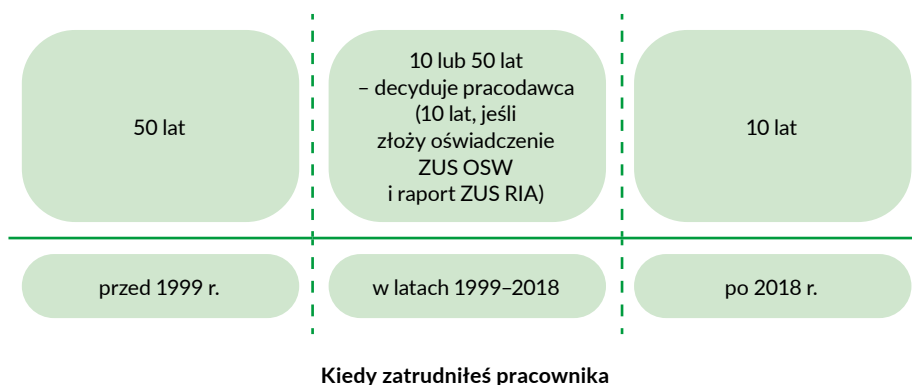 50 lat
10 lub 50 lat
– decyduje pracodawca
(10 lat, jeśli
złoży oświadczenie
ZUS OSW
i raport ZUS RIA)
10 lat
przed 1999 r.
w latach 1999–2018
po 2018 r.
Kiedy zatrudniłeś pracownika